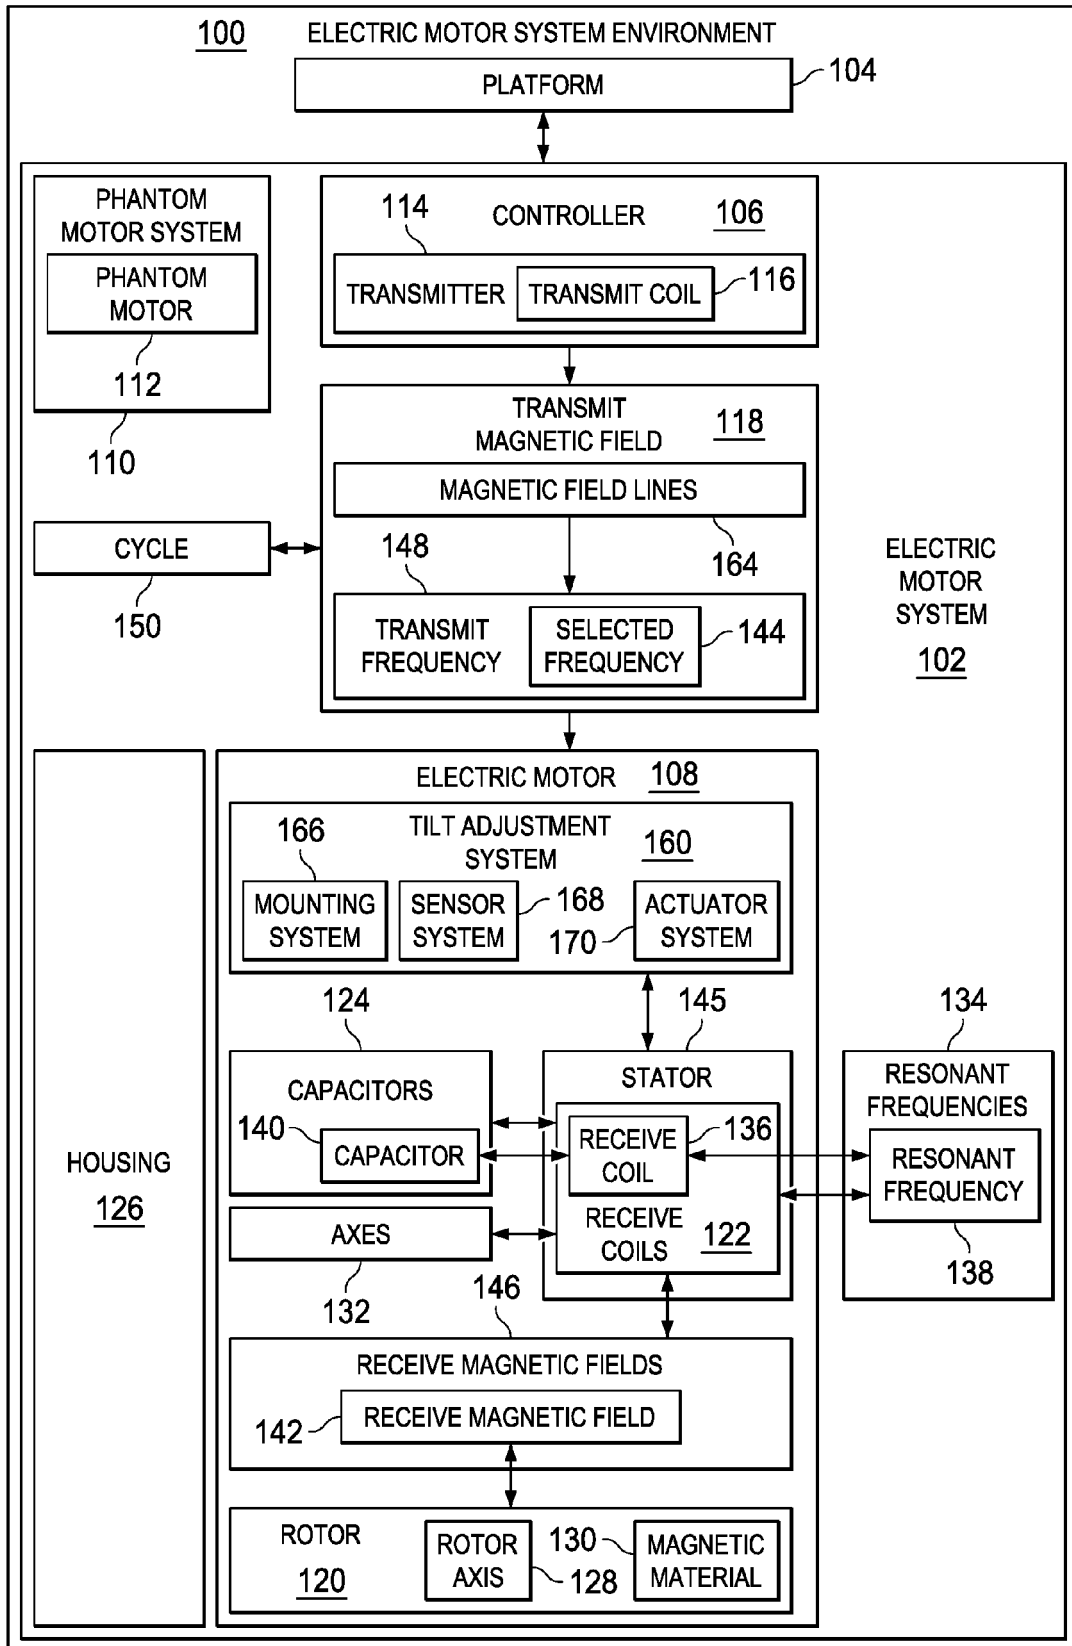 100
ELECTRIC MOTOR SYSTEM ENVIRONMENT
PLATFORM
104
PHANTOM
MOTOR SYSTEM
PHANTOM
MOTOR
112
110
114
CONTROLLER
106
TRANSMITTER
TRANSMIT COIL
116
TRANSMIT
MAGNETIC FIELD
118
MAGNETIC FIELD LINES
164
148
TRANSMIT
FREQUENCY
SELECTED
FREQUENCY
144
CYCLE
150
ELECTRIC
MOTOR
SYSTEM
102
HOUSING
126
ELECTRIC MOTOR
108
TILT ADJUSTMENT
SYSTEM
160
166
MOUNTING
SYSTEM
SENSOR
SYSTEM
168
170
ACTUATOR
SYSTEM
124
CAPACITORS
140
CAPACITOR
145
STATOR
RECEIVE
COIL
136
RECEIVE
COILS
122
134
RESONANT
FREQUENCIES
RESONANT
FREQUENCY
138
AXES
132
146
RECEIVE MAGNETIC FIELDS
RECEIVE MAGNETIC FIELD
142
ROTOR
120
ROTOR
AXIS
128
130
MAGNETIC
MATERIAL